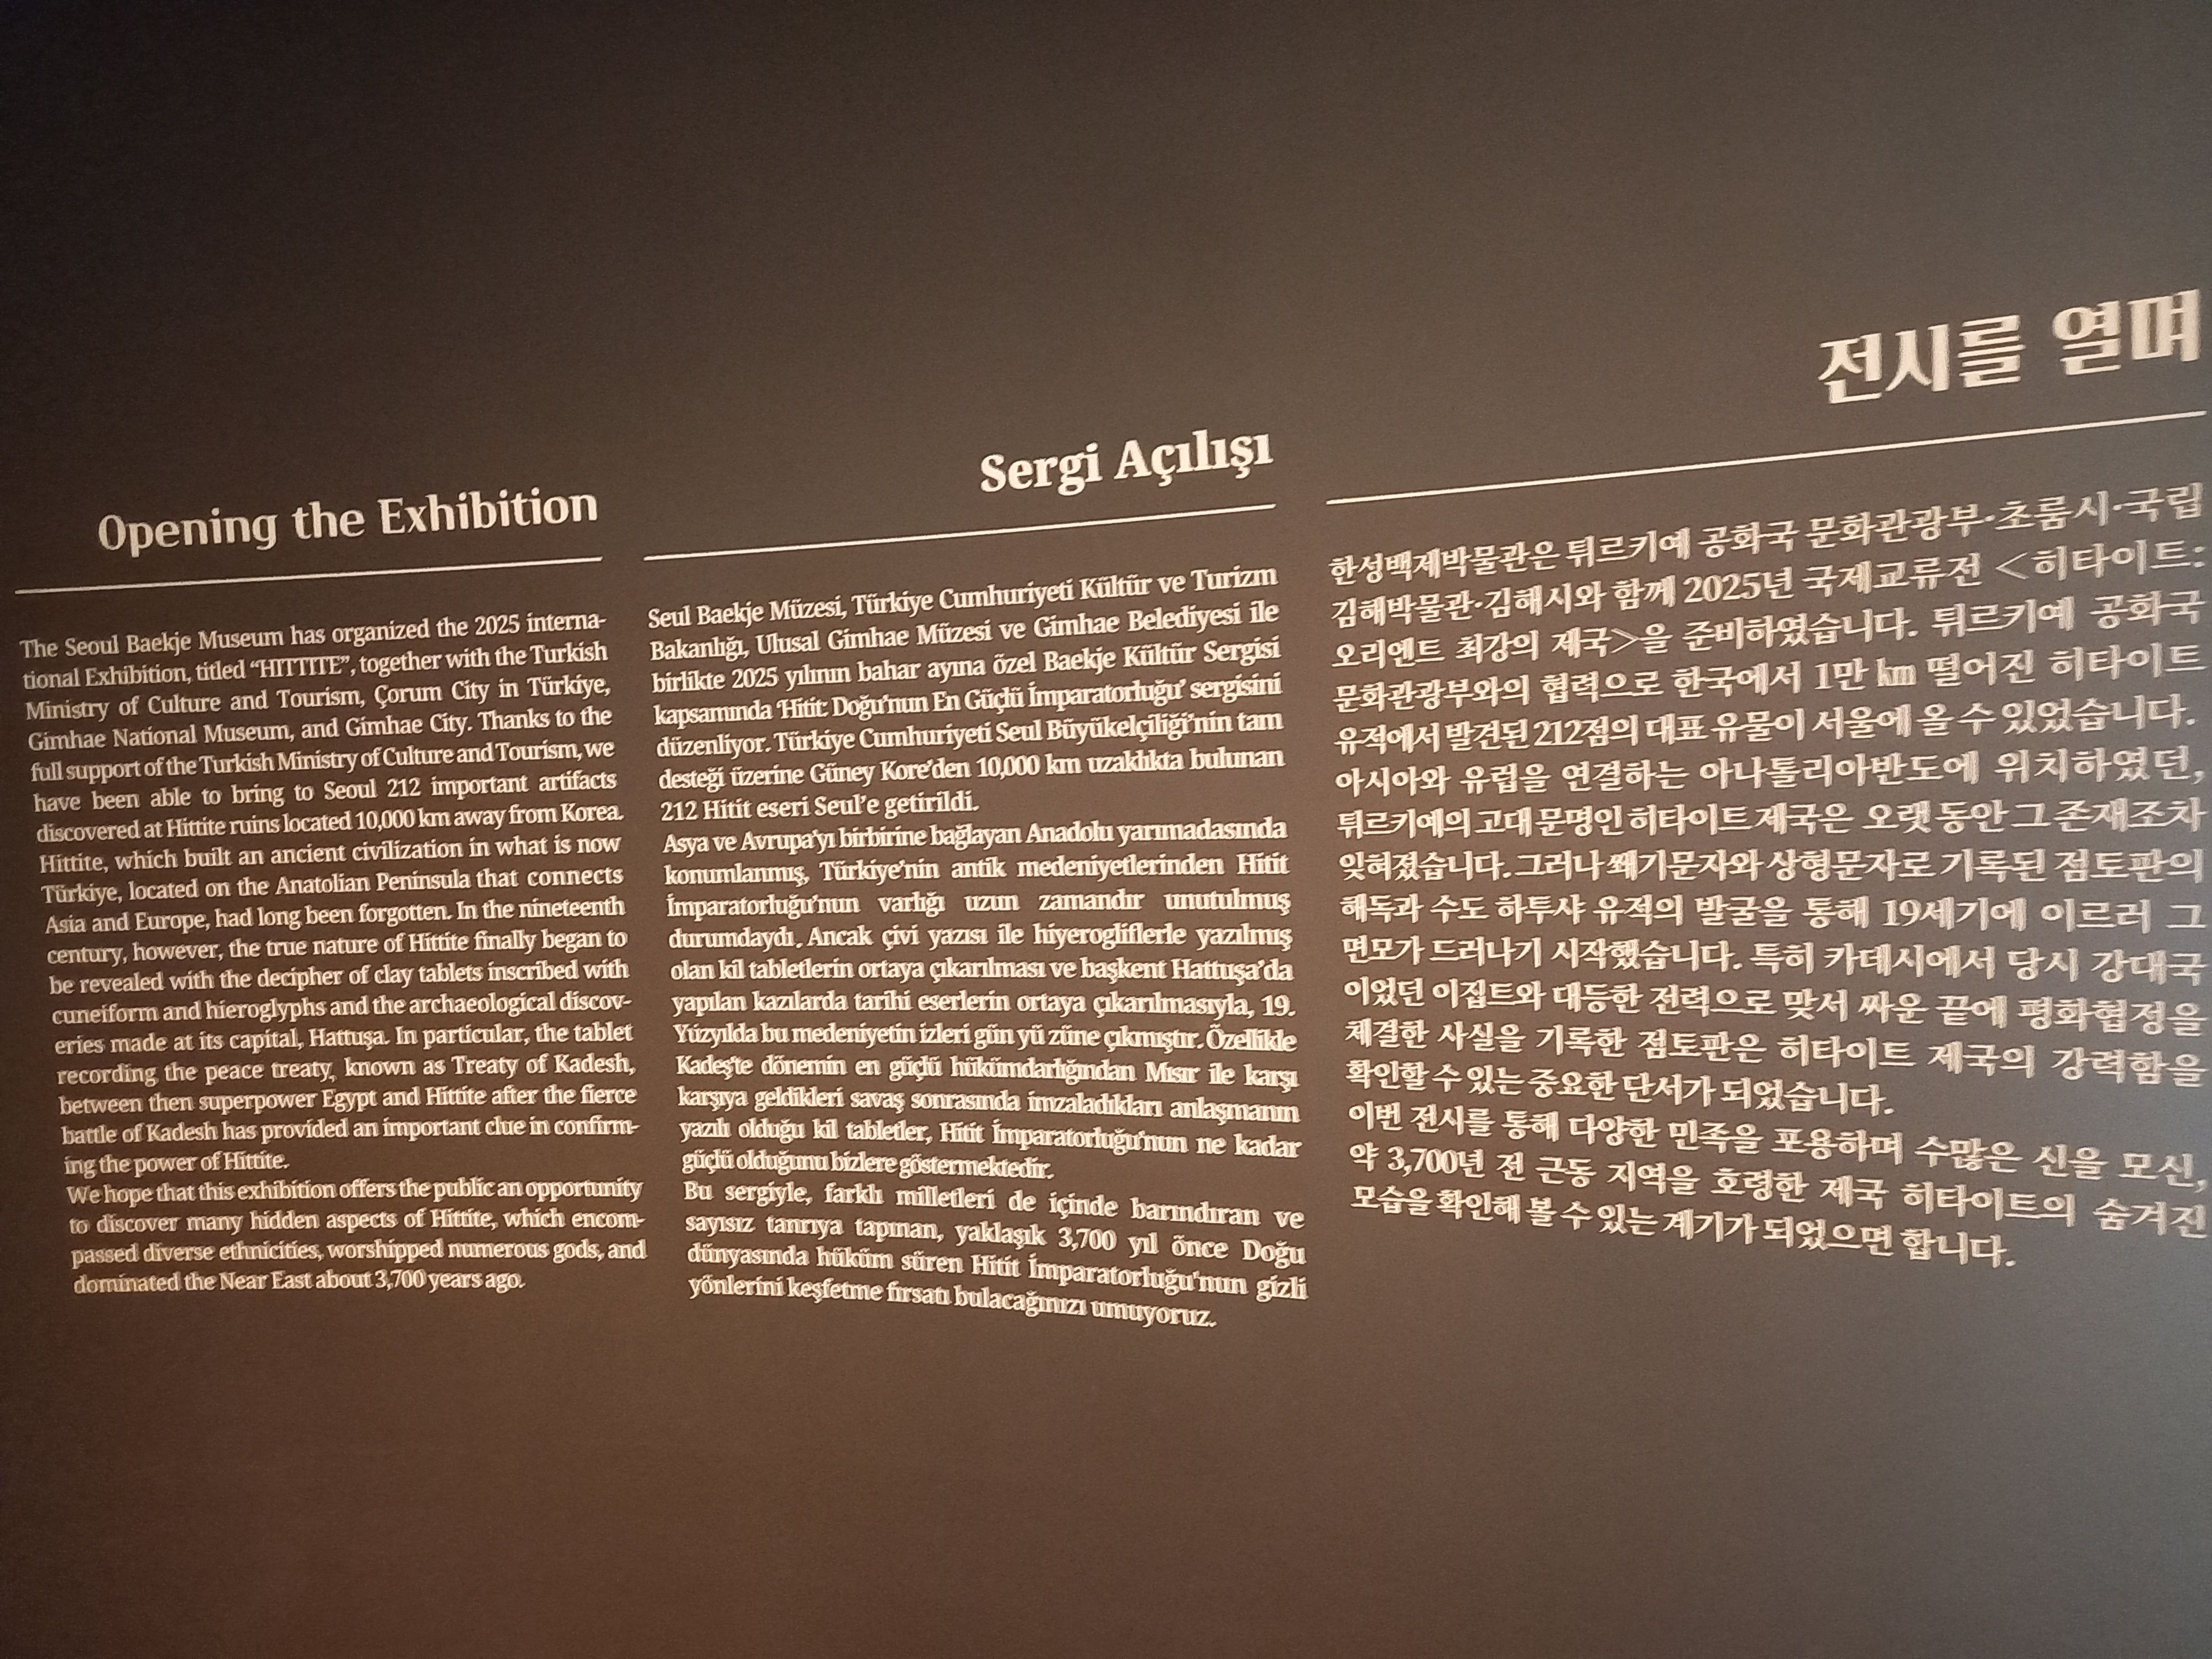 Opening the Exhibition
The Seoul Baekje Museum has organized the 2025 interna-
tional Exhibition, titled “HITTITE”, together with the Turkish
Ministry of Culture and Tourism, Çorum City in Türkiye,
Gimhae National Museum, and Gimhae City. Thanks to the
full support of the Turkish Ministry of Culture and Tourism, we
have been able to bring to Seoul 212 important artifacts
discovered at Hittite ruins located 10,000 km away from Korea.
Hittite, which built an ancient civilization in what is now
Türkiye, located on the Anatolian Peninsula that connects
Asia and Europe, had long been forgotten. In the nineteenth
century, however, the true nature of Hittite finally began to
be revealed with the decipher of clay tablets inscribed with
cuneiform and hieroglyphs and the archaeological discov-
eries made at its capital, Hattuşa. In particular, the tablet
recording the peace treaty, known as Treaty of Kadesh,
between then superpower Egypt and Hittite after the fierce
battle of Kadesh has provided an important clue in confirm-
ing the power of Hittite.
We hope that this exhibition offers the public an opportunity
to discover many hidden aspects of Hittite, which encom-
passed diverse ethnicities, worshipped numerous gods, and
dominated the Near East about 3,700 years ago.
Sergi Açılışı
Seul Baekje Müzesi, Türkiye Cumhuriyeti Kültür ve Turizm
Bakanlığı, Ulusal Gimhae Müzesi ve Gimhae Belediyesi ile
birlikte 2025 yılının bahar ayına özel Baekje Kültür Sergisi
kapsamında ‘Hitit: Doğu’nun En Güçlü İmparatorluğu’ sergisini
düzenliyor. Türkiye Cumhuriyeti Seul Büyükelçiliği’nin tam
desteği üzerine Güney Kore’den 10,000 km uzaklıkta bulunan
212 Hitit eseri Seul’e getirildi.
Asya ve Avrupa’yı birbirine bağlayan Anadolu yarımadasında
konumlanmış, Türkiye’nin antik medeniyetlerinden Hitit
İmparatorluğu’nun varlığı uzun zamandır unutulmuş
durumdaydı. Ancak çivi yazısı ile hiyerogliflerle yazılmış
olan kil tabletlerin ortaya çıkarılması ve başkent Hattuşa’da
yapılan kazılarda tarihi eserlerin ortaya çıkarılmasıyla, 19.
Yüzyılda bu medeniyetin izleri gün yü züne çıkmıştır. Özellikle
Kadeş’te dönemin en güçlü hükümdarlığından Mısır ile karşı
karşıya geldikleri savaş sonrasında imzaladıkları anlaşmanın
yazılı olduğu kil tabletler, Hitit İmparatorluğu’nun ne kadar
güçlü olduğunu bizlere göstermektedir.
Bu sergiyle, farklı milletleri de içinde barındıran ve
sayısız tanrıya tapınan, yaklaşık 3,700 yıl önce Doğu
dünyasında hüküm süren Hitit İmparatorluğu'nun gizli
yönlerini keşfetme fırsatı bulacağınızı umuyoruz.
전시를 열며
한성백제박물관은 튀르키예 공화국 문화관광부·초룸시·국립
김해박물관·김해시와 함께 2025년 국제교류전 <히타이트:
오리엔트 최강의 제국>을 준비하였습니다. 튀르키예 공화국
문화관광부와의 협력으로 한국에서 1만 km 떨어진 히타이트
유적에서 발견된 212점의 대표 유물이 서울에 올 수 있었습니다.
아시아와 유럽을 연결하는 아나톨리아반도에 위치하였던,
튀르키예의 고대 문명인 히타이트 제국은 오랫동안 그 존재조차
잊혀졌습니다. 그러나 쐐기문자와 상형문자로 기록된 점토판의
해독과 수도 하투샤 유적의 발굴을 통해 19세기에 이르러 그
면모가 드러나기 시작했습니다. 특히 카데시에서 당시 강대국
이었던 이집트와 대등한 전력으로 맞서 싸운 끝에 평화협정을
체결한 사실을 기록한 점토판은 히타이트 제국의 강력함을
확인할 수 있는 중요한 단서가 되었습니다.
이번 전시를 통해 다양한 민족을 포용하며 수많은 신을 모신,
약 3,700년 전 근동 지역을 호령한 제국 히타이트의 숨겨진
모습을 확인해 볼 수 있는 계기가 되었으면 합니다.